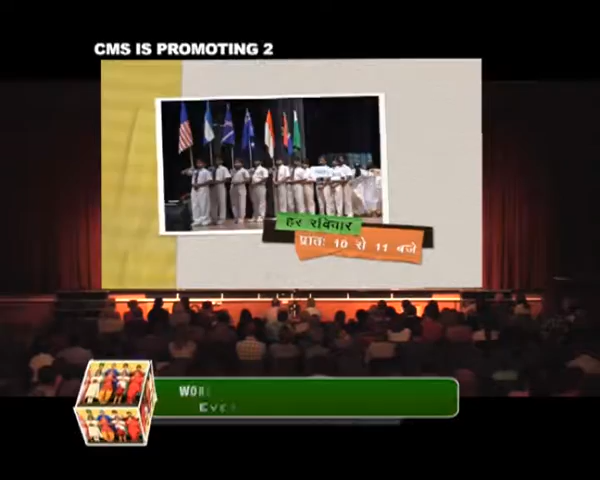 CMS IS PROMOTING 2
हर रविवार
प्रातः 10 से 11 बजे